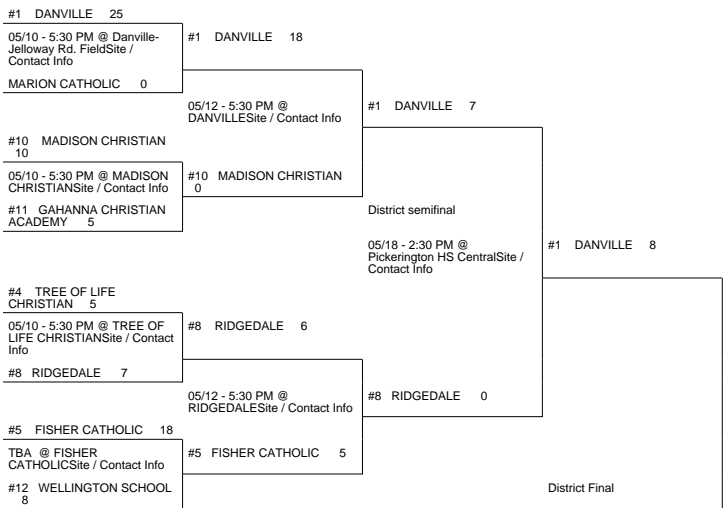 #1 DANVILLE 25
05/10 - 5:30 PM @ Danville-
Jelloway Rd. FieldSite /
Contact Info
MARION CATHOLIC 0
#1 DANVILLE 18
05/12 - 5:30 PM @
DANVILLESite / Contact Info
#10 MADISON CHRISTIAN
10
05/10 - 5:30 PM @ MADISON
CHRISTIANSite / Contact Info
#11 GAHANNA CHRISTIAN
ACADEMY 5
#10 MADISON CHRISTIAN
0
#1 DANVILLE 7
District semifinal
05/18 - 2:30 PM @
Pickerington HS CentralSite /
Contact Info
#1 DANVILLE 8
#4 TREE OF LIFE
CHRISTIAN 5
05/10 - 5:30 PM @ TREE OF
LIFE CHRISTIANSite / Contact
Info
#8 RIDGEDALE 7
#8 RIDGEDALE 6
05/12 - 5:30 PM @
RIDGEDALESite / Contact Info
#8 RIDGEDALE 0
#5 FISHER CATHOLIC 18
TBA @ FISHER
CATHOLICSite / Contact Info
#12 WELLINGTON SCHOOL
8
#5 FISHER CATHOLIC 5
District Final